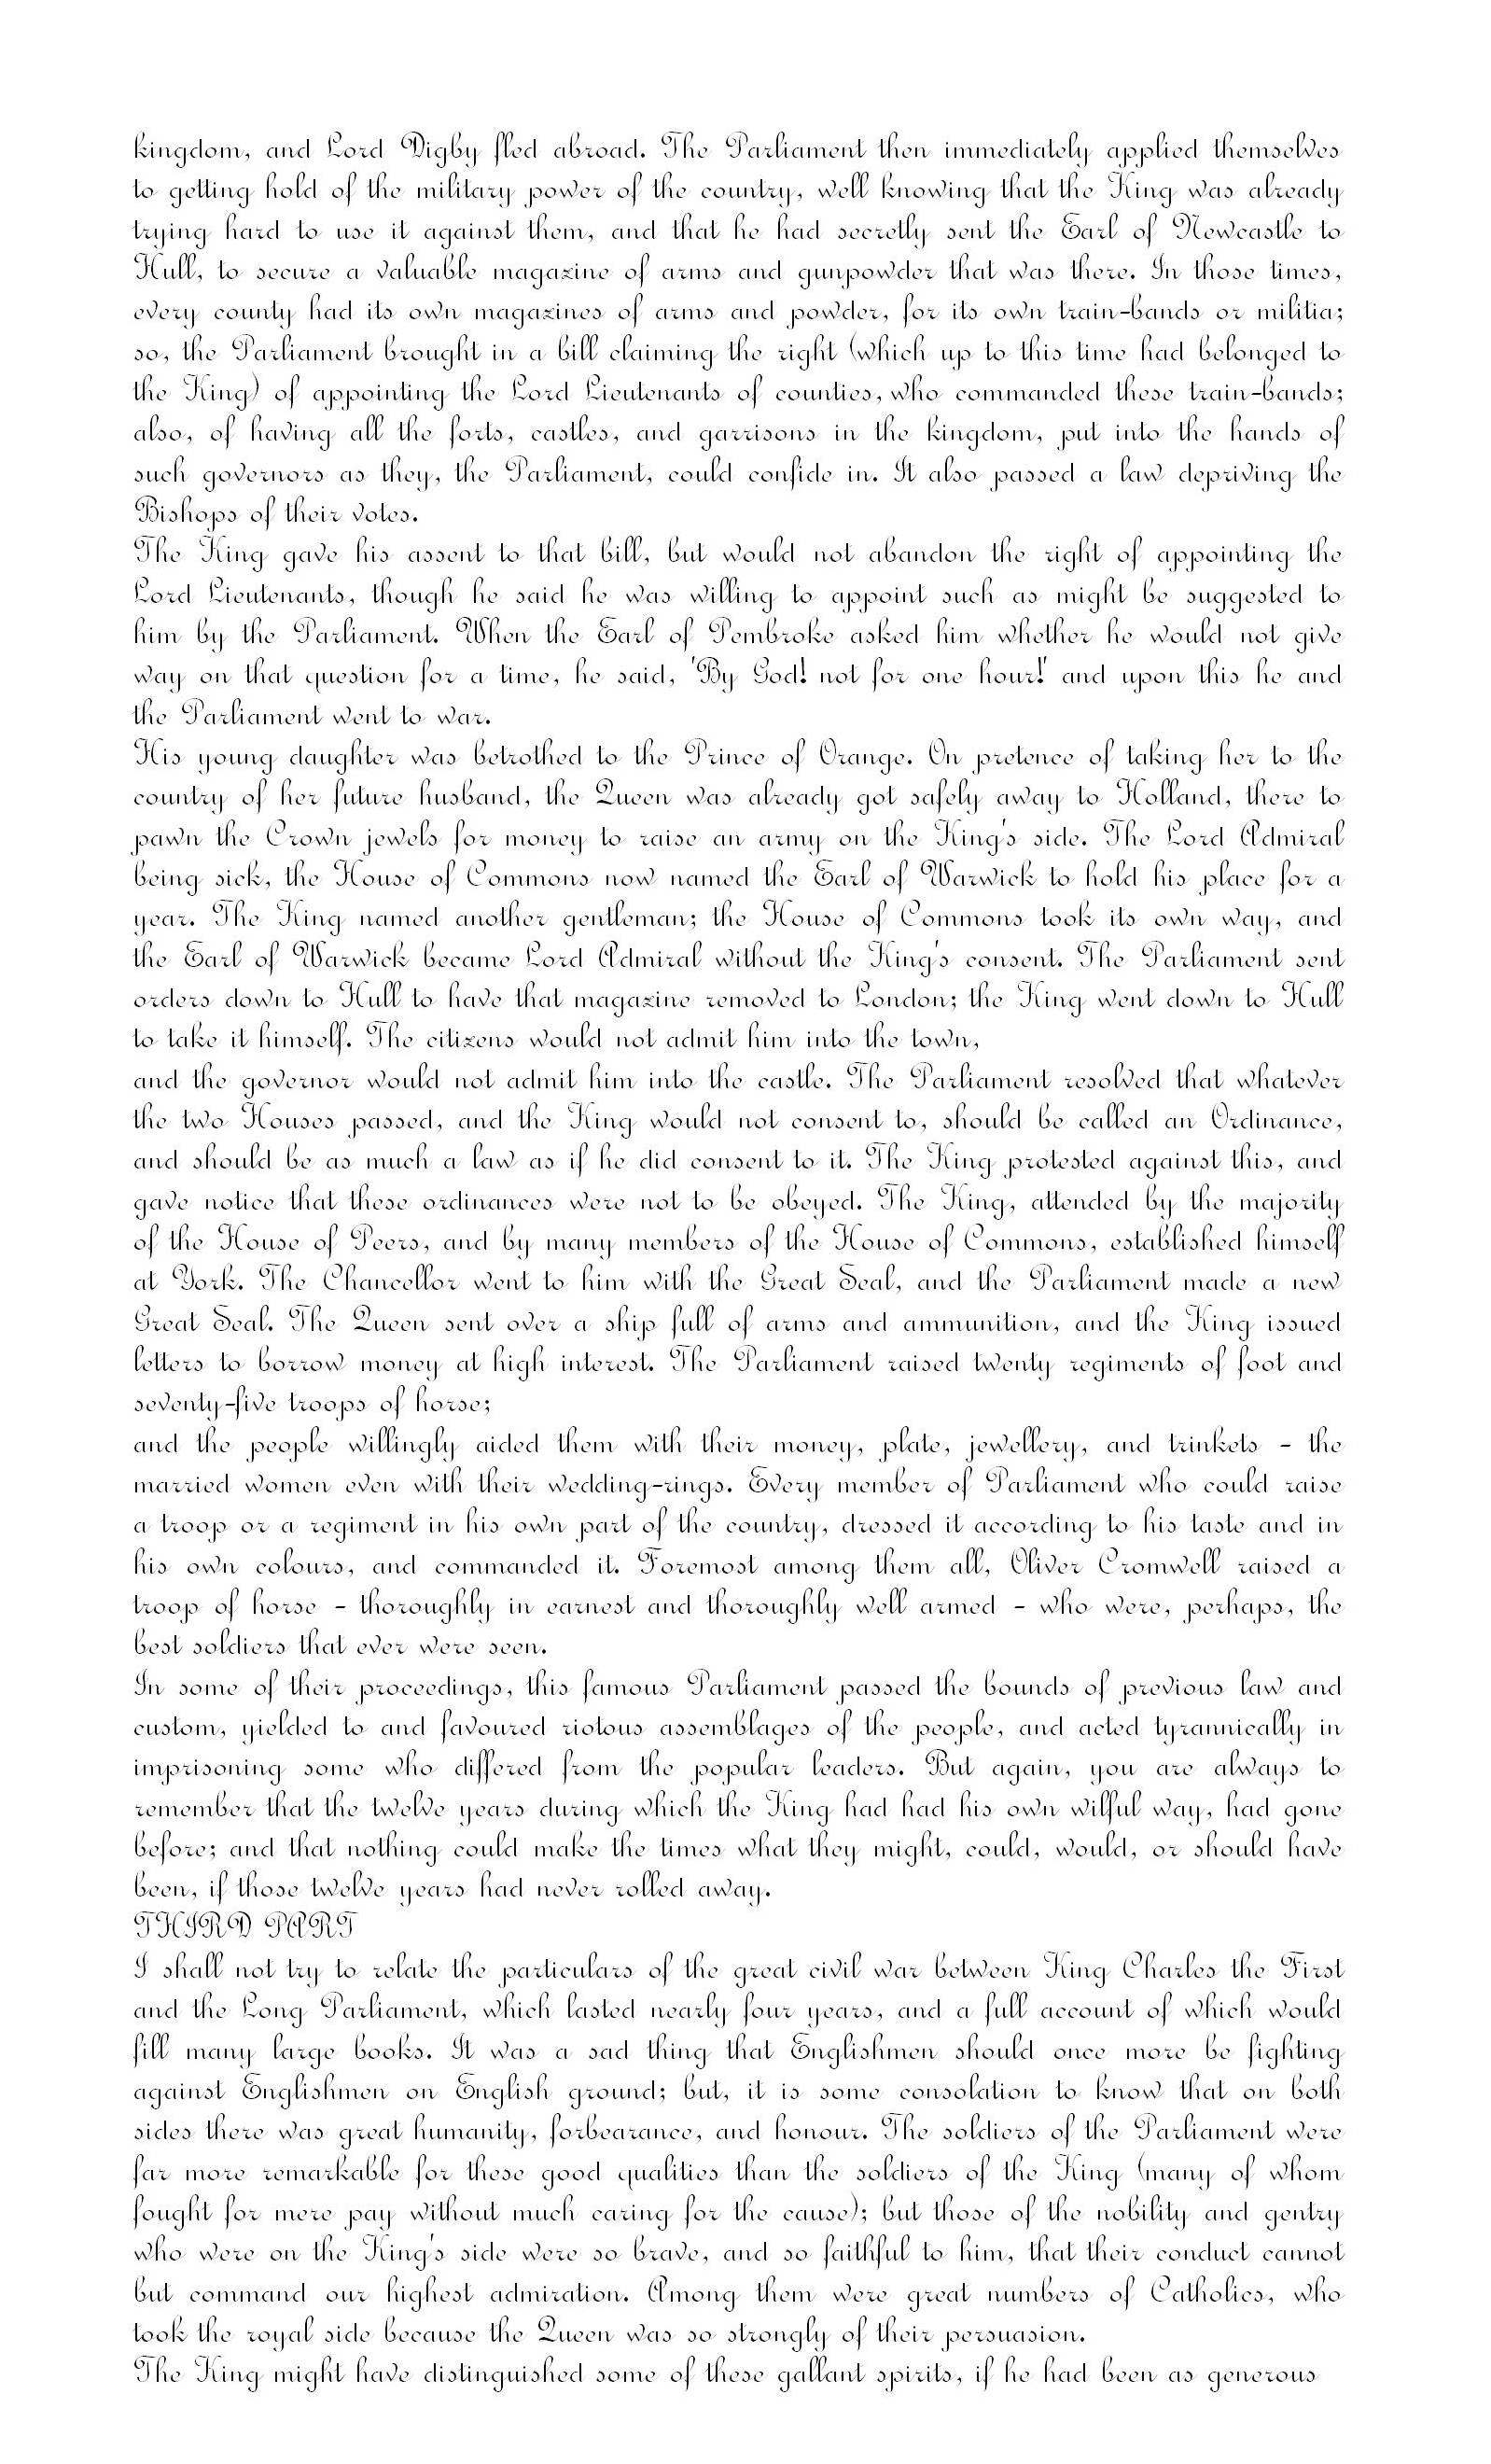 kingdom, and Lord Digby fled abroad. The Parliament then immediately applied themselves
to getting hold of the military power of the country, well knowing that the King was already
trying hard to use it against them, and that he had secretly sent the Earl of Newcastle to
Hull, to secure a valuable magazine of arms and gunpowder that was there. In those times,
every county had its own magazines of arms and powder, for its own train-bands or militia;
so, the Parliament brought in a bill claiming the right (which up to this time had belonged to
the King) of appointing the Lord Lieutenants of counties, who commanded these train-bands;
also, of having all the forts, castles, and garrisons in the kingdom, put into the hands of
such governors as they, the Parliament, could confide in. It also passed a law depriving the
Bishops of their votes.
The King gave his assent to that bill, but would not abandon the right of appointing the
Lord Lieutenants, though he said he was willing to appoint such as might be suggested to
him by the Parliament. When the Earl of Pembroke asked him whether he would not give
way on that question for a time, he said, 'By God! not for one hour!' and upon this he and
the Parliament went to war.
His young daughter was betrothed to the Prince of Orange. On pretence of taking her to the
country of her future husband, the Queen was already got safely away to Holland, there to
pawn the Crown jewels for money to raise an army on the King's side. The Lord Admiral
being sick, the House of Commons now named the Earl of Warwick to hold his place for a
year. The King named another gentleman; the House of Commons took its own way, and
the Earl of Warwick became Lord Admiral without the King's consent. The Parliament sent
orders down to Hull to have that magazine removed to London; the King went down to Hull
to take it himself. The citizens would not admit him into the town,
and the governor would not admit him into the castle. The Parliament resolved that whatever
the two Houses passed, and the King would not consent to, should be called an Ordinance,
and should be as much a law as if he did consent to it. The King protested against this, and
gave notice that these ordinances were not to be obeyed. The King, attended by the majority
of the House of Peers, and by many members of the House of Commons, established himself
at York. The Chancellor went to him with the Great Seal, and the Parliament made a new
Great Seal. The Queen sent over a ship full of arms and ammunition, and the King issued
letters to borrow money at high interest. The Parliament raised twenty regiments of foot and
seventy-five troops of horse;
and the people willingly aided them with their money, plate, jewellery, and trinkets - the
married women even with their wedding-rings. Every member of Parliament who could raise
a troop or a regiment in his own part of the country, dressed it according to his taste and in
his own colours, and commanded it. Foremost among them all, Oliver Cromwell raised a
troop of horse - thoroughly in earnest and thoroughly well armed - who were, perhaps, the
best soldiers that ever were seen.
In some of their proceedings, this famous Parliament passed the bounds of previous law and
custom, yielded to and favoured riotous assemblages of the people, and acted tyrannically in
imprisoning some who differed from the popular leaders. But again, you are always to
remember that the twelve years during which the King had had his own wilful way, had gone
before; and that nothing could make the times what they might, could, would, or should have
been, if those twelve years had never rolled away.
THIRD PART
I shall not try to relate the particulars of the great civil war between King Charles the First
and the Long Parliament, which lasted nearly four years, and a full account of which would
fill many large books. It was a sad thing that Englishmen should once more be fighting
against Englishmen on English ground; but, it is some consolation to know that on both
sides there was great humanity, forbearance, and honour. The soldiers of the Parliament were
far more remarkable for these good qualities than the soldiers of the King (many of whom
fought for mere pay without much caring for the cause); but those of the nobility and gentry
who were on the King's side were so brave, and so faithful to him, that their conduct cannot
but command our highest admiration. Among them were great numbers of Catholics, who
took the royal side because the Queen was so strongly of their persuasion.
The King might have distinguished some of these gallant spirits, if he had been as generous